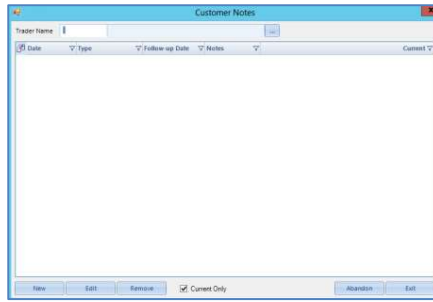 Customer Notes
Trader Name ...
Date Type Follow-up Date Notes Current
New Edit Remove Current Only Abandon Exit